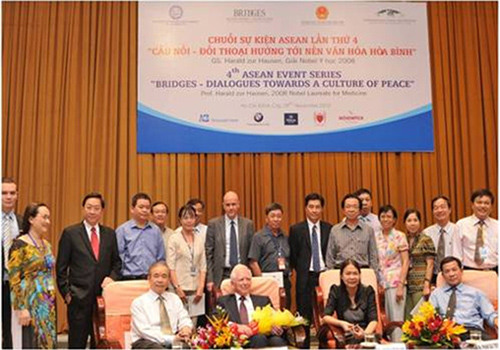 BRIDGES
CHUỖI SỰ KIỆN ASEAN LẦN THỨ 4
"CẦU NỐI - ĐỐI THOẠI HƯỚNG TỚI NỀN VĂN HÓA HÒA BÌNH"
GS. Harald zur Hausen, Giải Nobel Y học 2008
4th ASEAN EVENT SERIES
"BRIDGES - DIALOGUES TOWARDS A CULTURE OF PEACE"
Prof. Harald zur Hausen, 2008 Nobel Laureate for Medicine
MÖVENPICK